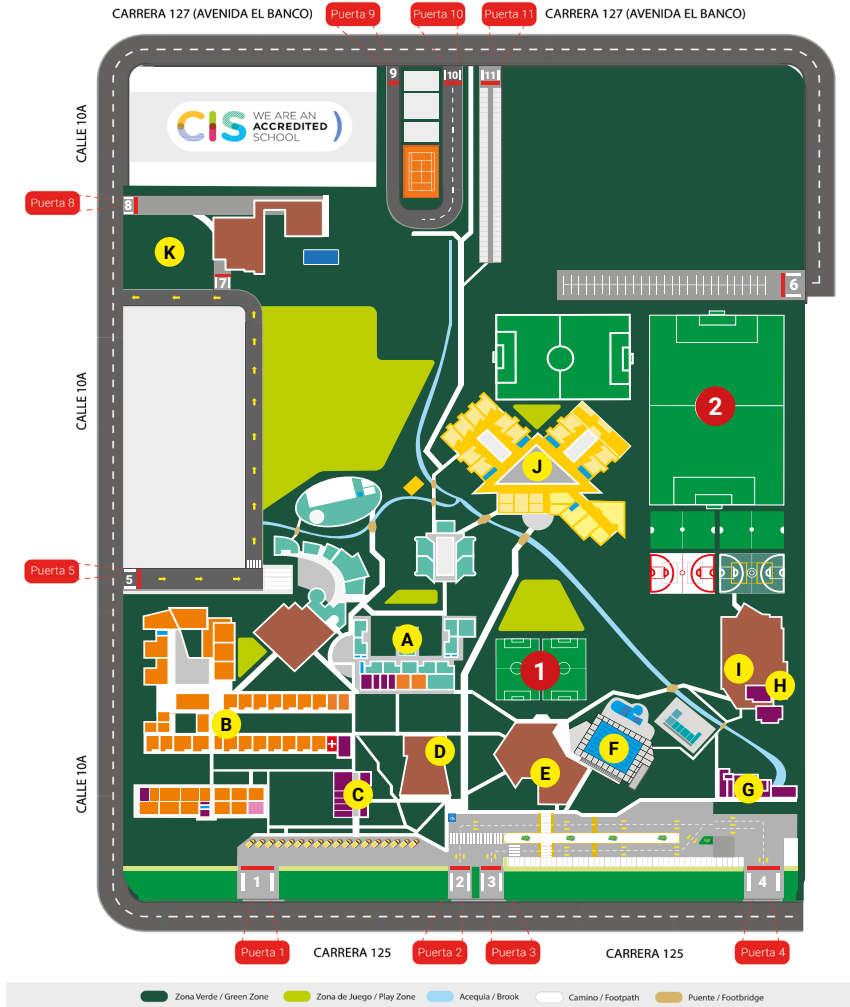 CARRERA 127 (AVENIDA EL BANCO)
Puerta 9
Puerta 10
Puerta 11
CARRERA 127 (AVENIDA EL BANCO)
9
10
11
CALLE 10A
CIS
WE ARE AN
ACCREDITED
SCHOOL
Puerta 8
8
K
7
6
CALLE 10A
2
J
Puerta 5
5
A
1
I
H
B
D
F
E
C
G
CALLE 10A
1
2
3
4
Puerta 1
CARRERA 125
Puerta 2
Puerta 3
CARRERA 125
Puerta 4
Zona Verde / Green Zone
Zona de Juego / Play Zone
Acequia / Brook
Camino / Footpath
Puente / Footbridge